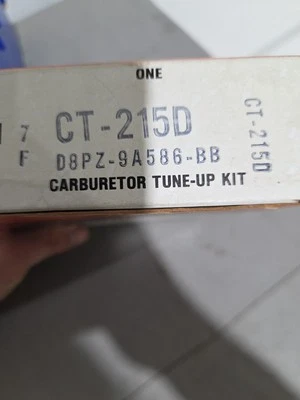 ONE
7 CT-215D
F D8PZ-9A586-BB
CARBURETOR TUNE-UP KIT
CT-215D